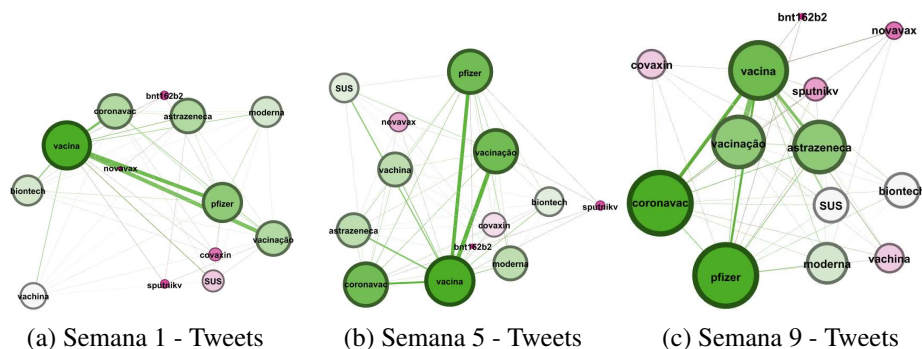 bnt162b2
coronavac
astrazeneca
moderna
vacina
novavax
biontech
pfizer
vacinação
covaxin
sputnikv
SUS
vachina
(a) Semana 1 - Tweets
pfizer
SUS
novavax
vacinação
vachina
biontech
sputnikv
covaxin
astrazeneca
bnt162b2
moderna
coronavac
vacina
(b) Semana 5 - Tweets
bnt162b2
novavax
covaxin
vacina
sputnikv
vacinação
astrazeneca
biontech
coronavac
SUS
moderna
vachina
pfizer
(c) Semana 9 - Tweets